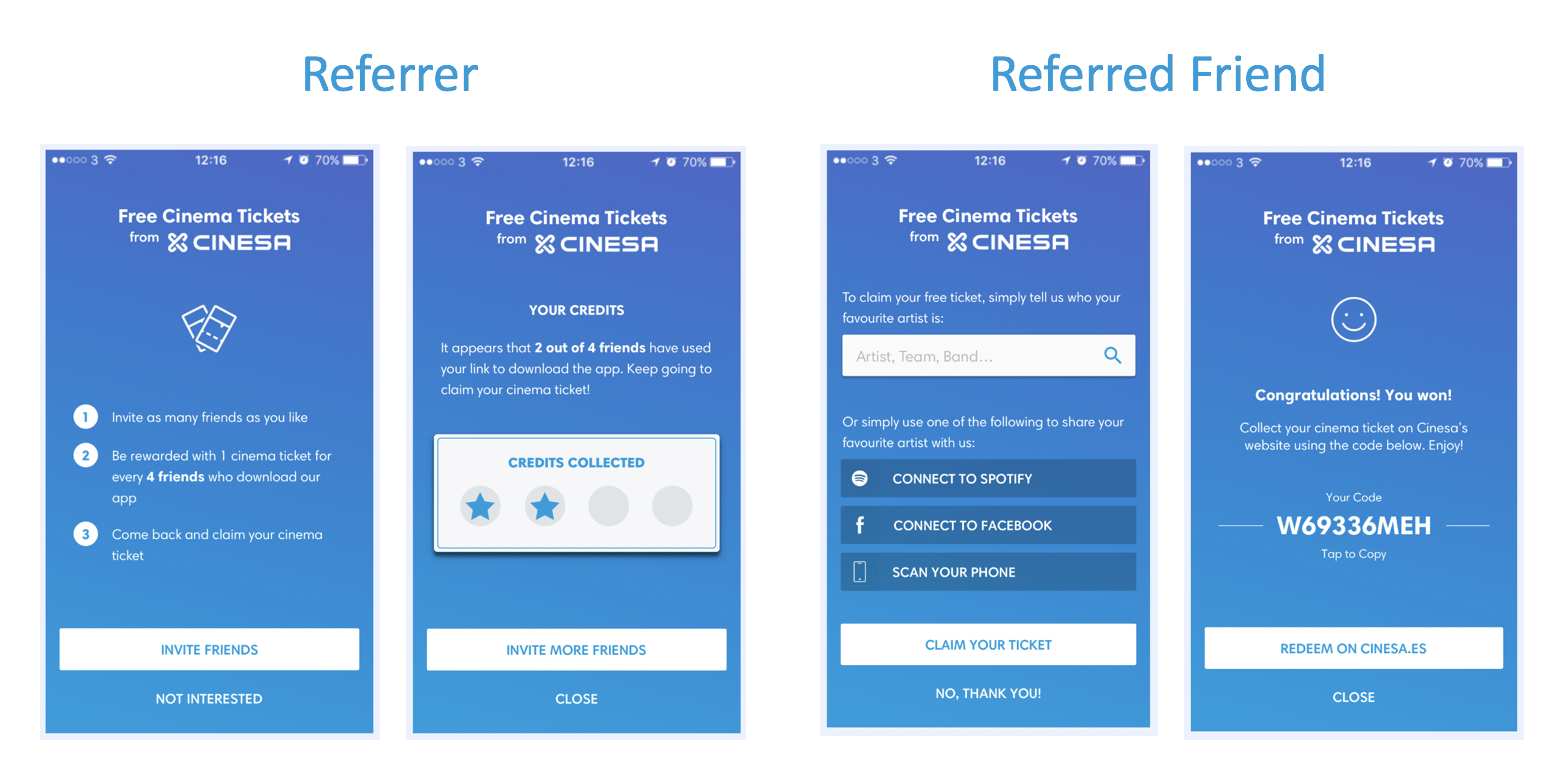 Referrer
Referred Friend
3 12:16 70%
Free Cinema Tickets
from CINESA
1 Invite as many friends as you like
2 Be rewarded with 1 cinema ticket for
every 4 friends who download our
app
3 Come back and claim your cinema
ticket
INVITE FRIENDS
NOT INTERESTED
3 12:16 70%
Free Cinema Tickets
from CINESA
YOUR CREDITS
It appears that 2 out of 4 friends have used
your link to download the app. Keep going to
claim your cinema ticket!
CREDITS COLLECTED
INVITE MORE FRIENDS
CLOSE
3 12:16 70%
Free Cinema Tickets
from CINESA
To claim your free ticket, simply tell us who your
favourite artist is:
Artist, Team, Band...
Or simply use one of the following to share your
favourite artist with us:
CONNECT TO SPOTIFY
f CONNECT TO FACEBOOK
SCAN YOUR PHONE
CLAIM YOUR TICKET
NO, THANK YOU!
3 12:16 70%
Free Cinema Tickets
from CINESA
Congratulations! You won!
Collect your cinema ticket on Cinesa's
website using the code below. Enjoy!
Your Code
W69336MEH
Tap to Copy
REDEEM ON CINESA.ES
CLOSE